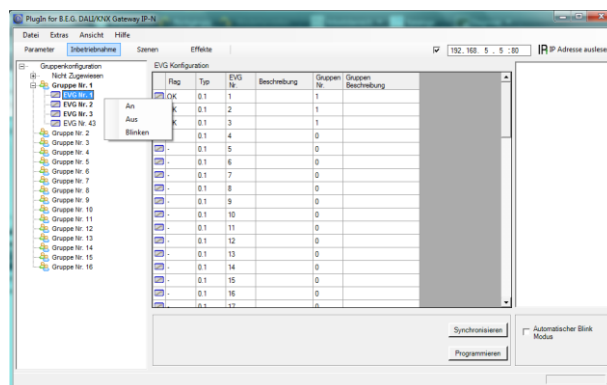 PlugIn for B.E.G. DALI/KNX Gateway IP-N
Datei Extras Ansicht Hilfe
Parameter Inbetriebnahme Szenen Effekte 192.168. 5 . 5 :80 IP Adresse auslese
Gruppenkonfiguration
Nicht Zugewiesen
Gruppe Nr. 1
EVG Nr. 1
EVG Nr. 2
EVG Nr. 3
EVG Nr. 43
Gruppe Nr. 2
Gruppe Nr. 3
Gruppe Nr. 4
Gruppe Nr. 5
Gruppe Nr. 6
Gruppe Nr. 7
Gruppe Nr. 8
Gruppe Nr. 9
Gruppe Nr. 10
Gruppe Nr. 11
Gruppe Nr. 12
Gruppe Nr. 13
Gruppe Nr. 14
Gruppe Nr. 15
Gruppe Nr. 16
An
Aus
Blinken
EVG Konfiguration
Flag Typ EVG Nr. Beschreibung Gruppen Nr. Gruppen Beschreibung
OK 0.1 1 1
K 0.1 2 1
K 0.1 3 1
0.1 4 0
- 0.1 5 0
- 0.1 6 0
- 0.1 7 0
- 0.1 8 0
- 0.1 9 0
- 0.1 10 0
- 0.1 11 0
- 0.1 12 0
- 0.1 13 0
- 0.1 14 0
- 0.1 15 0
- 0.1 16 0
- 0.1 17 0
Synchronisieren
Programmieren
Automatischer Blink
Modus